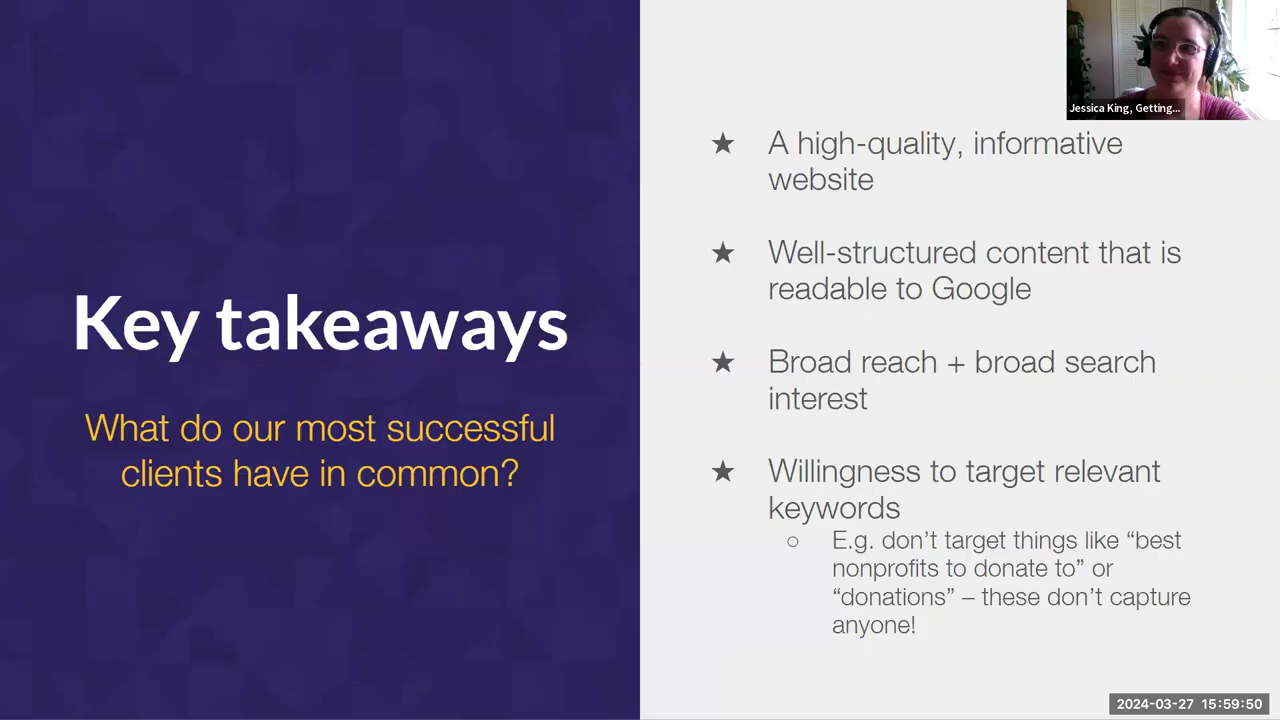 Key takeaways
What do our most successful
clients have in common?
★ A high-quality, informative
website
★ Well-structured content that is
readable to Google
★ Broad reach + broad search
interest
★ Willingness to target relevant
keywords
○ E.g. don’t target things like “best
nonprofits to donate to” or
“donations” – these don’t capture
anyone!
Jessica King, Getting...
2024-03-27 15:59:50